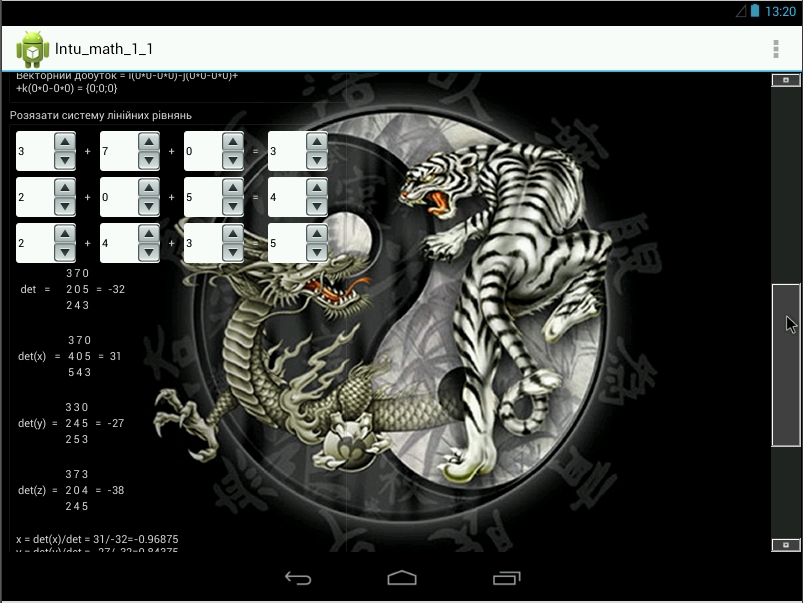 13:20
Intu_math_1_1
Векторний добуток = i(0*0-0*0)-j(0*0-0*0)+
+k(0*0-0*0) = {0;0;0}
Розязати систему лінійних рівнянь
3 + 7 + 0 = 3
2 + 0 + 5 = 4
2 + 4 + 3 = 5
3 7 0
det = 2 0 5 = -32
2 4 3
3 7 0
det(x) = 4 0 5 = 31
5 4 3
3 3 0
det(y) = 2 4 5 = -27
2 5 3
3 7 3
det(z) = 2 0 4 = -38
2 4 5
x = det(x)/det = 31/-32=-0.96875
y = det(y)/det = -27/-32=0.84375